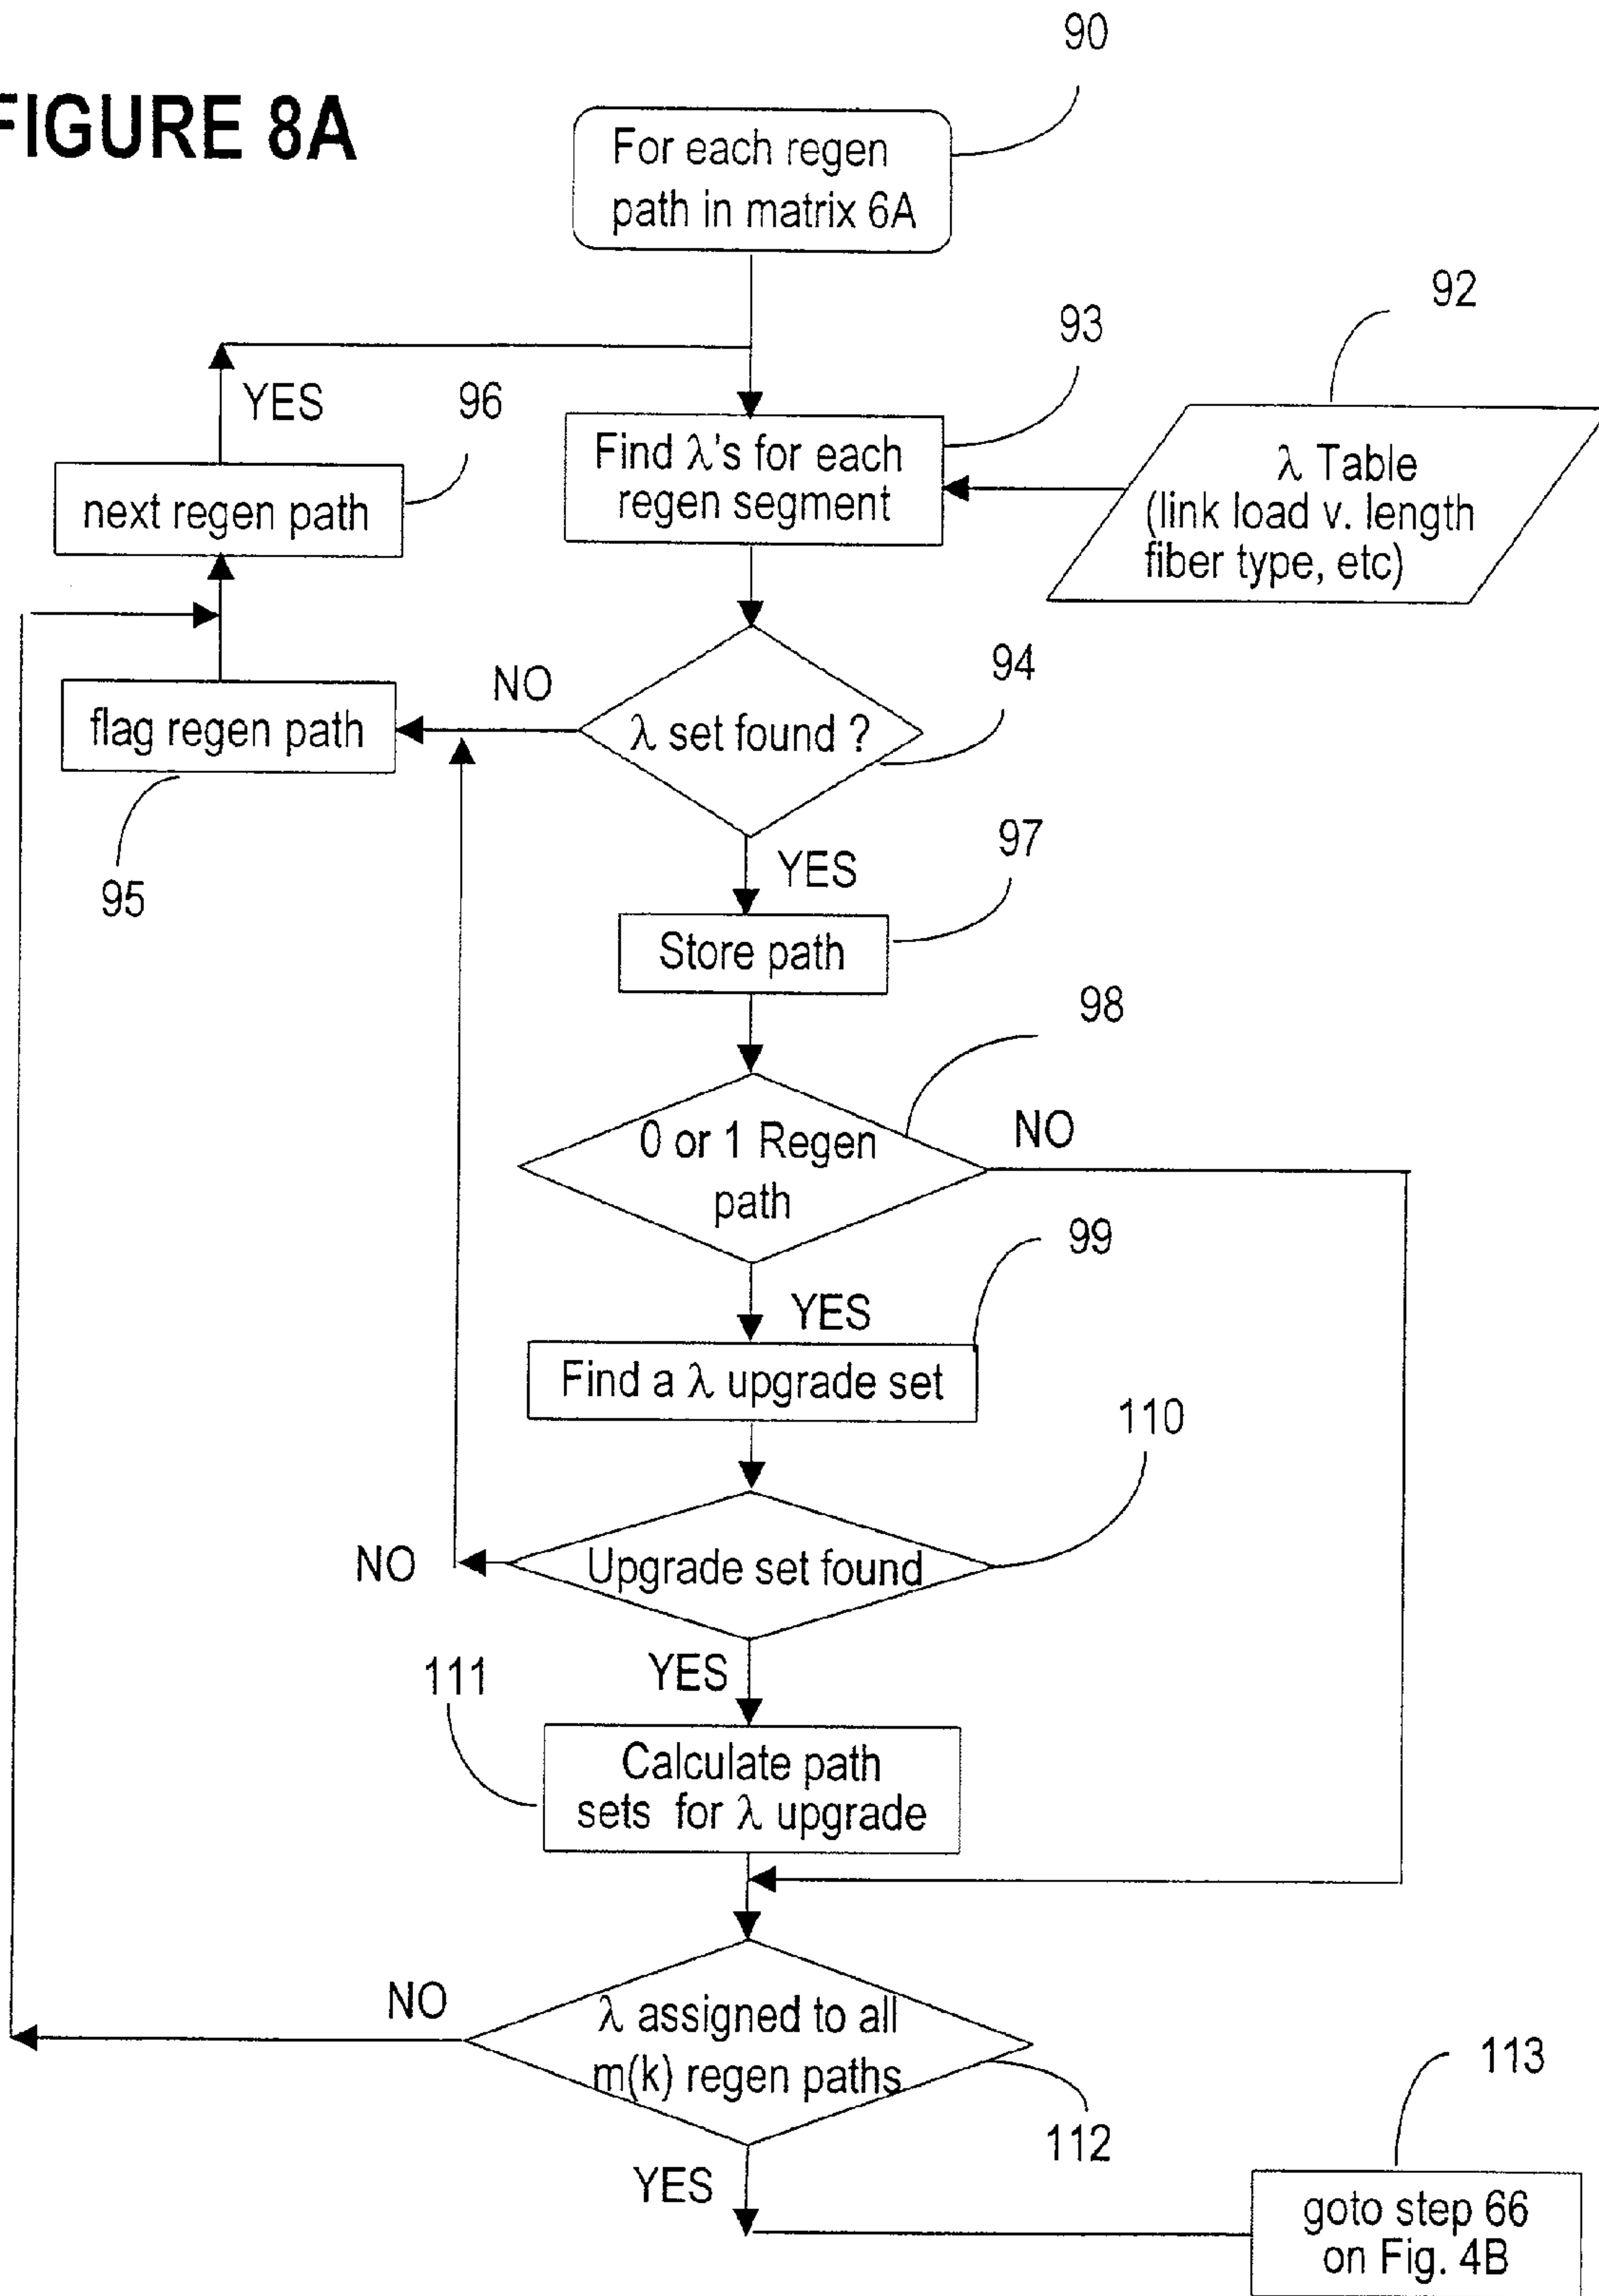 90
FIGURE 8A
For each regen
path in matrix 6A
92
93
YES
96
Find λ's for each
regen segment
λ Table
(link load v. length
fiber type, etc)
next regen path
94
NO
flag regen path
λ set found ?
95
97
YES
Store path
98
0 or 1 Regen
path
NO
99
YES
Find a λ upgrade set
110
NO
Upgrade set found
111
YES
Calculate path
sets for λ upgrade
NO
λ assigned to all
m(k) regen paths
112
113
YES
goto step 66
on Fig. 4B